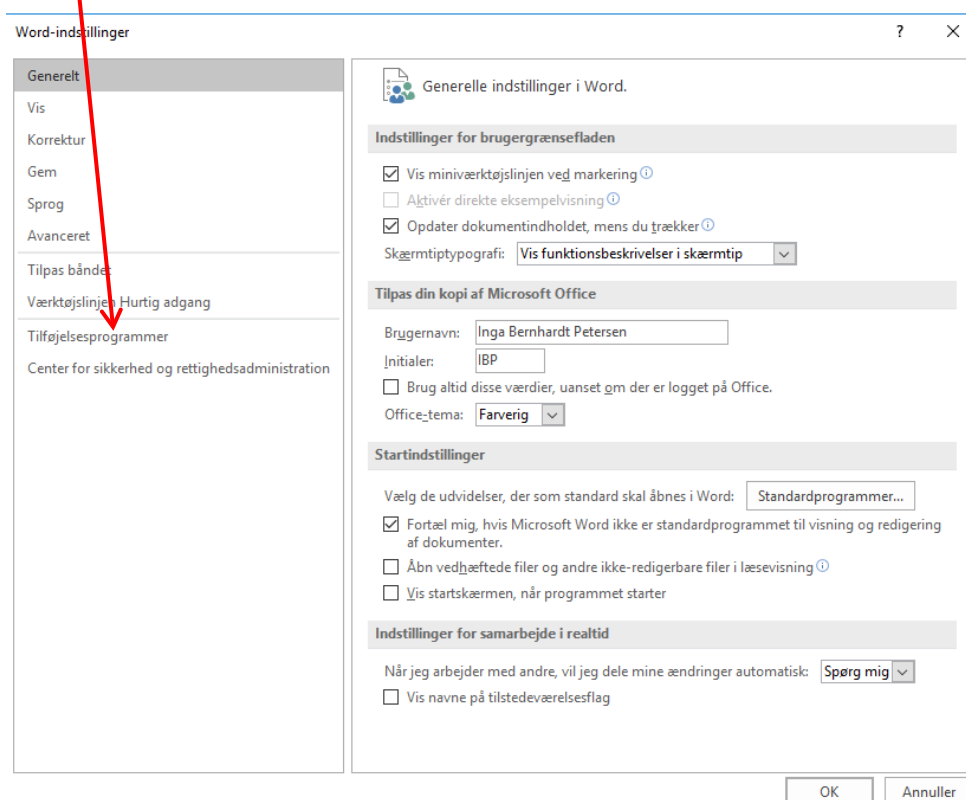 Word-indstillinger
?
Generelt
Vis
Korrektur
Gem
Sprog
Avanceret
Tilpas båndet
Værktøjslinjen Hurtig adgang
Tilføjelsesprogrammer
Center for sikkerhed og rettighedsadministration
Generelle indstillinger i Word.
Indstillinger for brugergrænsefladen
Vis miniværktøjslinjen ved markering
Aktivér direkte eksempelvisning
Opdater dokumentindholdet, mens du trækker
Skærmtiptypografi: Vis funktionsbeskrivelser i skærmtip
Tilpas din kopi af Microsoft Office
Brugernavn: Inga Bernhardt Petersen
Initialer: IBP
Brug altid disse værdier, uanset om der er logget på Office.
Office-tema: Farverig
Startindstillinger
Vælg de udvidelser, der som standard skal åbnes i Word: Standardprogrammer...
Fortæl mig, hvis Microsoft Word ikke er standardprogrammet til visning og redigering
af dokumenter.
Åbn vedhæftede filer og andre ikke-redigerbare filer i læsevisning
Vis startskærmen, når programmet starter
Indstillinger for samarbejde i realtid
Når jeg arbejder med andre, vil jeg dele mine ændringer automatisk: Spørg mig
Vis navne på tilstedeværelsesflag
OK Annuller